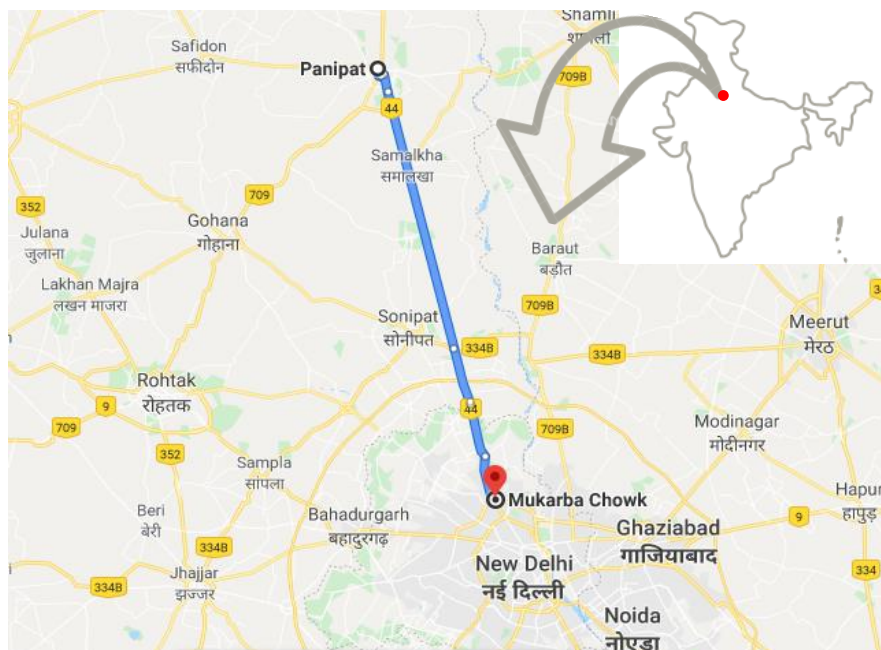 Shamli
Safidon
सफीदों
Panipat
709B
44
Samalkha
समालखा
709
352
Gohana
गोहाना
Julana
जुलाना
Baraut
बड़ौत
Lakhan Majra
लखन माजरा
709B
Sonipat
सोनीपत
334B
334B
Meerut
मेरठ
Rohtak
रोहतक
9
44
709
709B
Modinagar
मोदीनगर
352
Sampla
सांपला
Mukarba Chowk
Hapur
हापुड़
Beri
बेरी
Bahadurgarh
बहादुरगढ़
Ghaziabad
गाजियाबाद
9
334B
Jhajjar
झज्जर
New Delhi
नई दिल्ली
334B
334
Noida
नोएडा